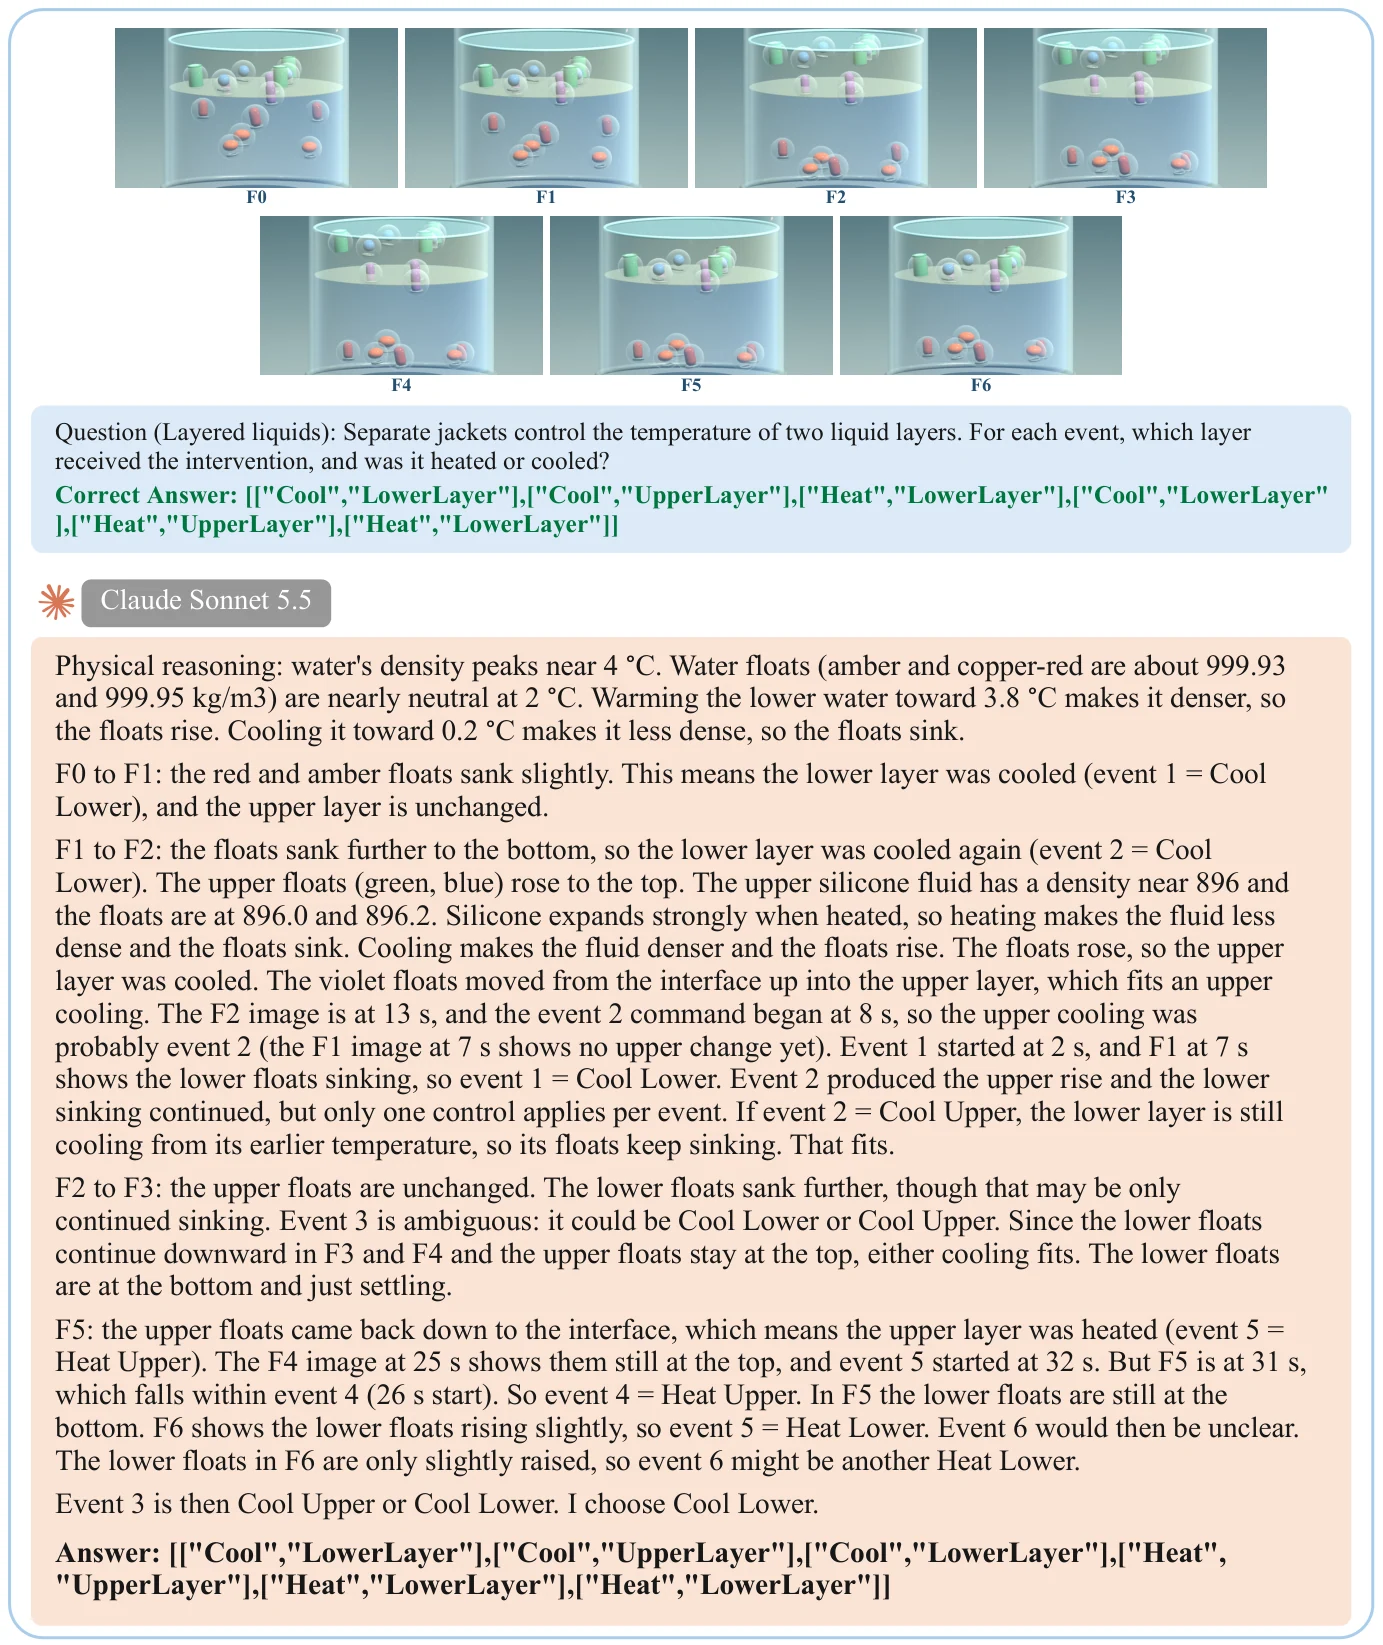 F0
F1
F2
F3
F4
F5
F6
Question (Layered liquids): Separate jackets control the temperature of two liquid layers. For each event, which layer
received the intervention, and was it heated or cooled?
Correct Answer: [["Cool","LowerLayer"],["Cool","UpperLayer"],["Heat","LowerLayer"],["Cool","LowerLayer"
],["Heat","UpperLayer"],["Heat","LowerLayer"]]
Claude Sonnet 5.5
Physical reasoning: water's density peaks near 4 °C. Water floats (amber and copper-red are about 999.93
and 999.95 kg/m3) are nearly neutral at 2 °C. Warming the lower water toward 3.8 °C makes it denser, so
the floats rise. Cooling it toward 0.2 °C makes it less dense, so the floats sink.
F0 to F1: the red and amber floats sank slightly. This means the lower layer was cooled (event 1 = Cool
Lower), and the upper layer is unchanged.
F1 to F2: the floats sank further to the bottom, so the lower layer was cooled again (event 2 = Cool
Lower). The upper floats (green, blue) rose to the top. The upper silicone fluid has a density near 896 and
the floats are at 896.0 and 896.2. Silicone expands strongly when heated, so heating makes the fluid less
dense and the floats sink. Cooling makes the fluid denser and the floats rise. The floats rose, so the upper
layer was cooled. The violet floats moved from the interface up into the upper layer, which fits an upper
cooling. The F2 image is at 13 s, and the event 2 command began at 8 s, so the upper cooling was
probably event 2 (the F1 image at 7 s shows no upper change yet). Event 1 started at 2 s, and F1 at 7 s
shows the lower floats sinking, so event 1 = Cool Lower. Event 2 produced the upper rise and the lower
sinking continued, but only one control applies per event. If event 2 = Cool Upper, the lower layer is still
cooling from its earlier temperature, so its floats keep sinking. That fits.
F2 to F3: the upper floats are unchanged. The lower floats sank further, though that may be only
continued sinking. Event 3 is ambiguous: it could be Cool Lower or Cool Upper. Since the lower floats
continue downward in F3 and F4 and the upper floats stay at the top, either cooling fits. The lower floats
are at the bottom and just settling.
F5: the upper floats came back down to the interface, which means the upper layer was heated (event 5 =
Heat Upper). The F4 image at 25 s shows them still at the top, and event 5 started at 32 s. But F5 is at 31 s,
which falls within event 4 (26 s start). So event 4 = Heat Upper. In F5 the lower floats are still at the
bottom. F6 shows the lower floats rising slightly, so event 5 = Heat Lower. Event 6 would then be unclear.
The lower floats in F6 are only slightly raised, so event 6 might be another Heat Lower.
Event 3 is then Cool Upper or Cool Lower. I choose Cool Lower.
Answer: [["Cool","LowerLayer"],["Cool","UpperLayer"],["Cool","LowerLayer"],["Heat",
"UpperLayer"],["Heat","LowerLayer"],["Heat","LowerLayer"]]